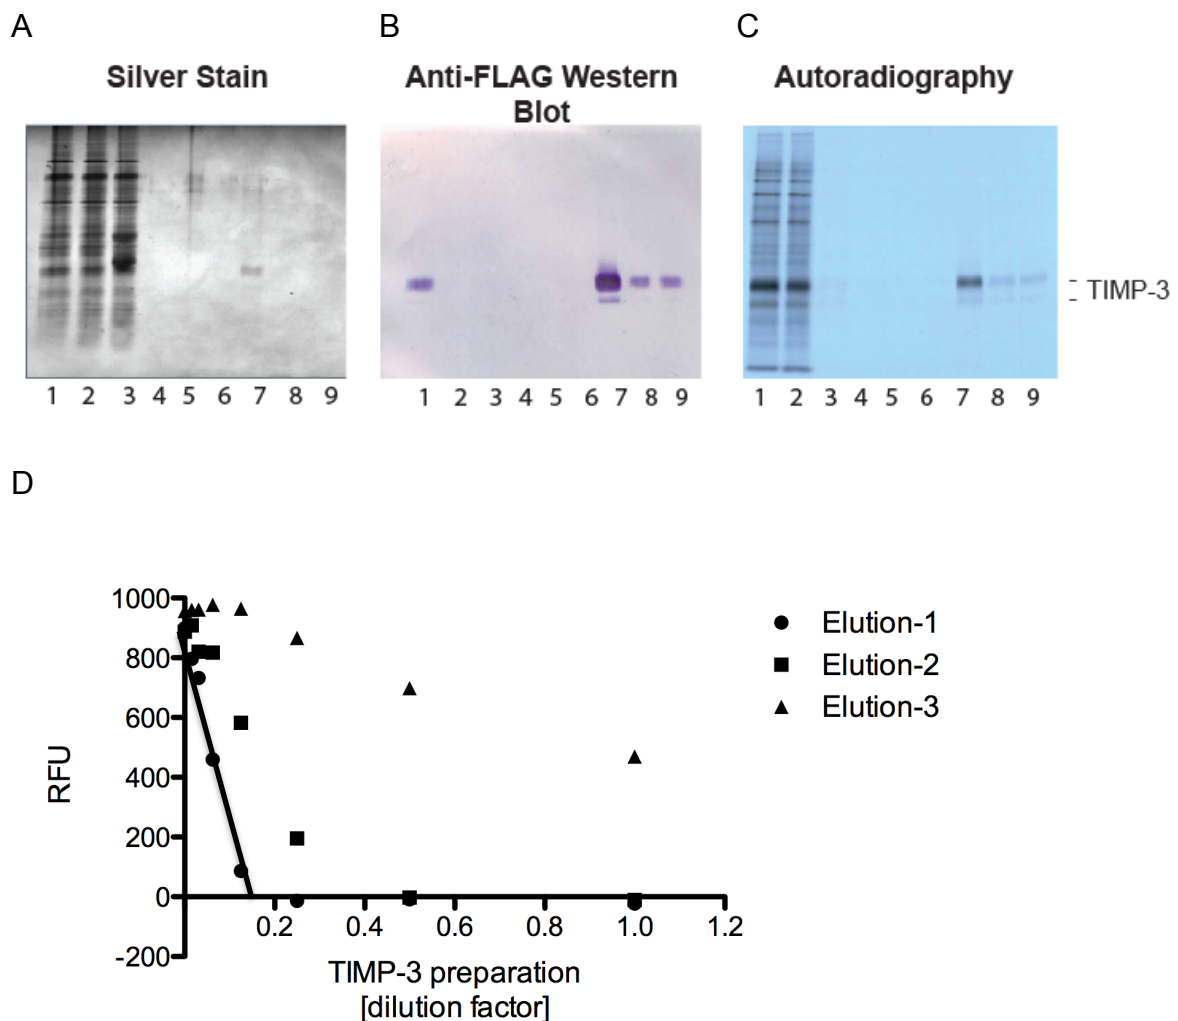 A
B
C
Silver Stain
Anti-FLAG Western
Blot
Autoradiography
1 2 3 4 5 6 7 8 9
1 2 3 4 5 6 7 8 9
1 2 3 4 5 6 7 8 9
TIMP-3
D
1000
800
600
400
200
0
-200
RFU
0.2 0.4 0.6 0.8 1.0 1.2
TIMP-3 preparation
[dilution factor]
Elution-1
Elution-2
Elution-3